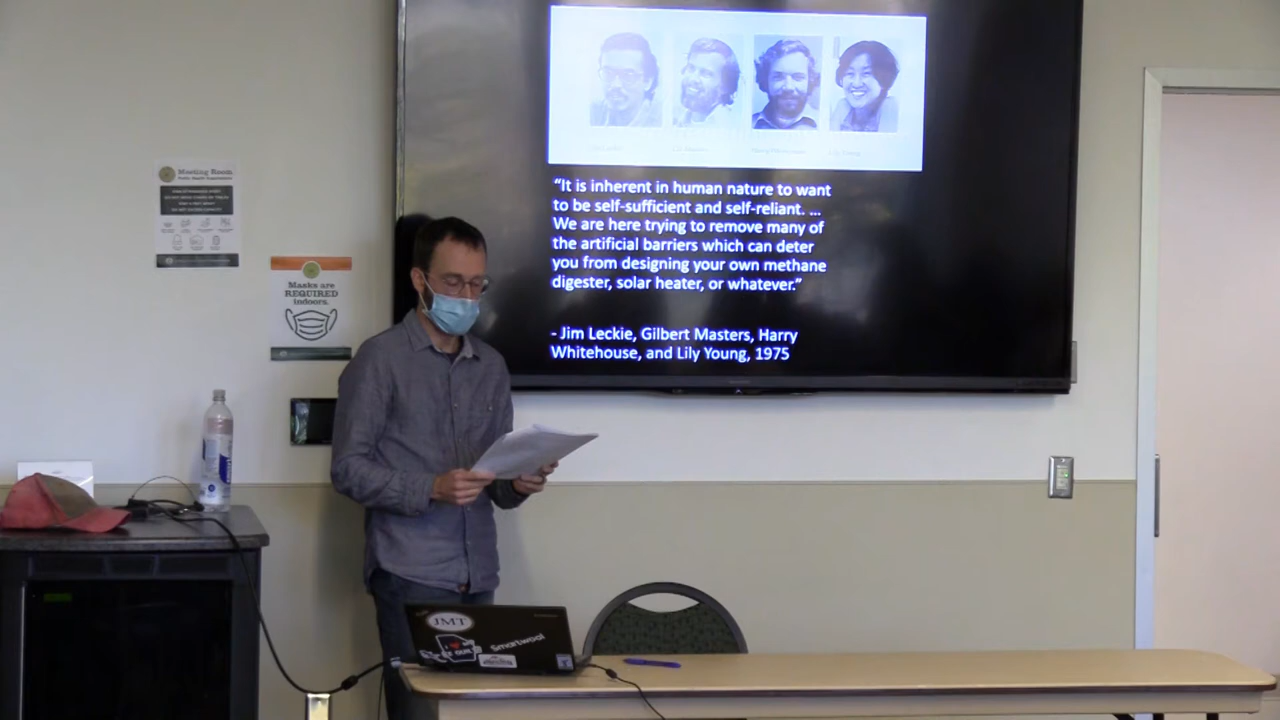 "It is inherent in human nature to want
to be self-sufficient and self-reliant. ...
We are here trying to remove many of
the artificial barriers which can deter
you from designing your own methane
digester, solar heater, or whatever."
- Jim Leckie, Gilbert Masters, Harry
Whitehouse, and Lily Young, 1975
Meeting Room
Masks are
REQUIRED
indoors.
JMT
Smartwool